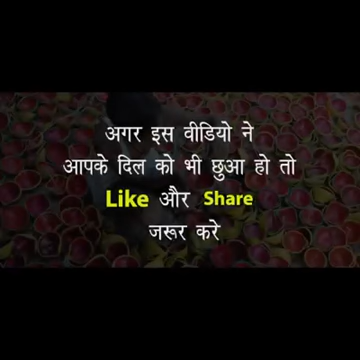 अगर इस वीडियो ने
आपके दिल को भी छुआ हो तो
Like और Share
जरूर करे